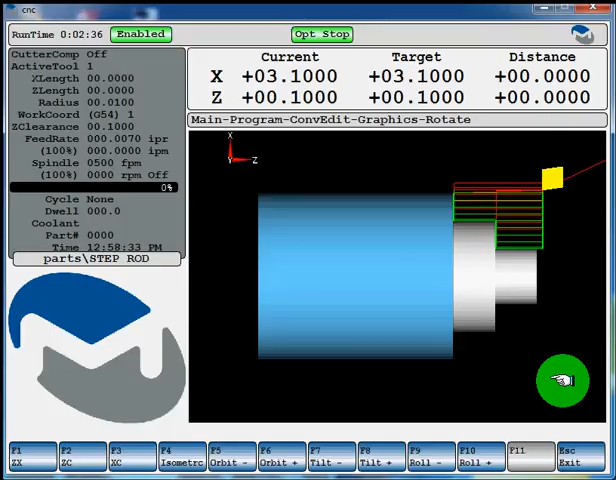 cnc
RunTime 0:02:36 Enabled Opt Stop
CutterComp Off
ActiveTool 1
XLength 00.0000
ZLength 00.0000
Radius 00.0100
WorkCoord (G54) 1
ZClearance 00.1000
FeedRate 000.0070 ipr
(100%) 000.0000 ipm
Spindle 0500 fpm
(100%) 0000 rpm Off
0%
Cycle None
Dwell 000.0
Coolant
Part# 0000
Time 12:58:33 PM
parts\STEP ROD
Current Target Distance
X +03.1000 +03.1000 +00.0000
Z +00.1000 +00.1000 +00.0000
Main-Program-ConvEdit-Graphics-Rotate
X
Y Z
F1 F2 F3 F4 F5 F6 F7 F8 F9 F10 F11 Esc
ZX ZC XC Isometrc Orbit - Orbit + Tilt - Tilt + Roll - Roll + Exit